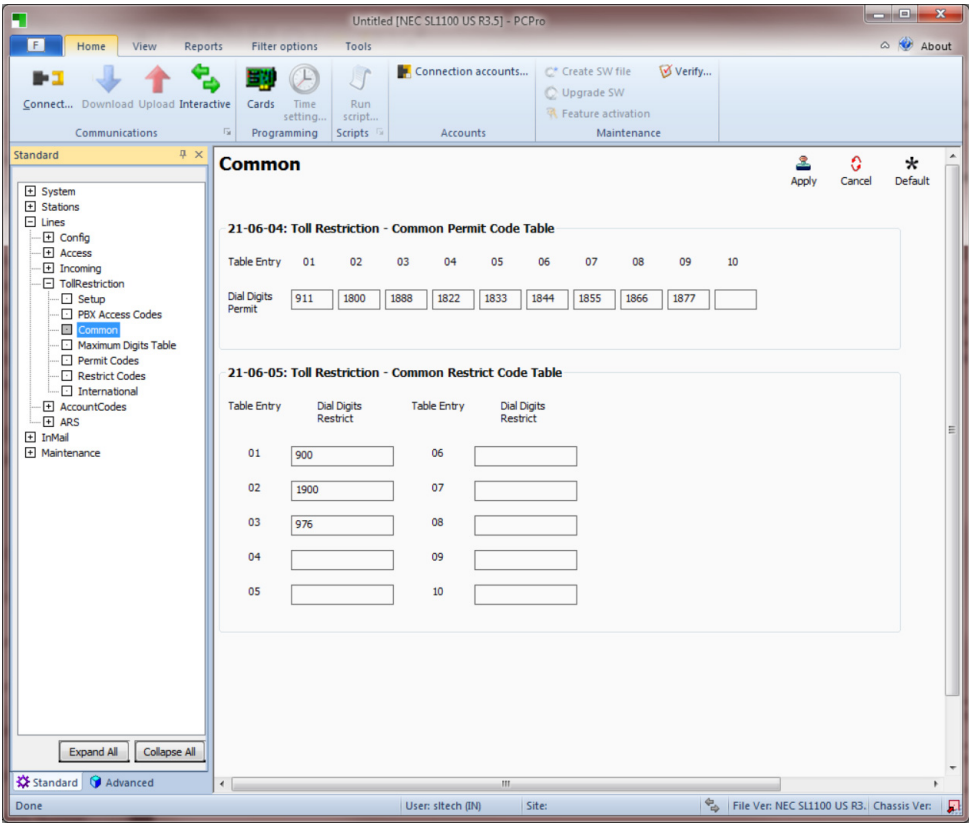 Untitled [NEC SL1100 US R3.5] - PCPro
F Home View Reports Filter options Tools About
Connect... Download Upload Interactive Cards Time setting... Run script... Connection accounts... Create SW file Verify...
Upgrade SW
Feature activation
Communications Programming Scripts Accounts Maintenance
Standard
System
Stations
Lines
Config
Access
Incoming
TollRestriction
Setup
PBX Access Codes
Common
Maximum Digits Table
Permit Codes
Restrict Codes
International
AccountCodes
ARS
InMail
Maintenance
Expand All Collapse All
Standard Advanced
Common
Apply Cancel Default
21-06-04: Toll Restriction - Common Permit Code Table
Table Entry 01 02 03 04 05 06 07 08 09 10
Dial Digits Permit 911 1800 1888 1822 1833 1844 1855 1866 1877
21-06-05: Toll Restriction - Common Restrict Code Table
Table Entry Dial Digits Restrict Table Entry Dial Digits Restrict
01 900 06
02 1900 07
03 976 08
04 09
05 10
Done User: sltech (IN) Site: File Ver: NEC SL1100 US R3. Chassis Ver: